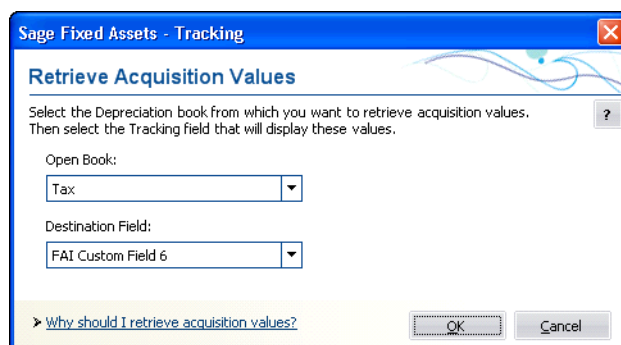 Sage Fixed Assets - Tracking
Retrieve Acquisition Values
Select the Depreciation book from which you want to retrieve acquisition values.
Then select the Tracking field that will display these values.
?
Open Book:
Tax
Destination Field:
FAI Custom Field 6
Why should I retrieve acquisition values?
OK
Cancel